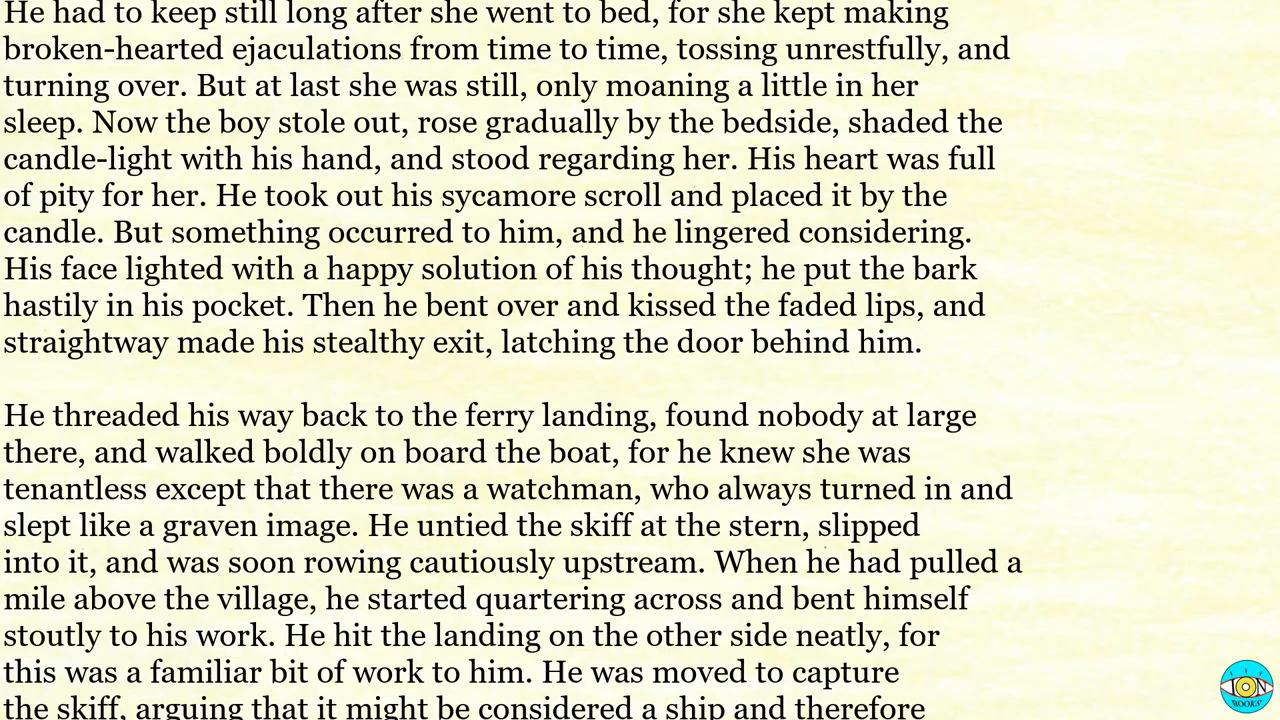 He had to keep still long after she went to bed, for she kept making
broken-hearted ejaculations from time to time, tossing unrestfully, and
turning over. But at last she was still, only moaning a little in her
sleep. Now the boy stole out, rose gradually by the bedside, shaded the
candle-light with his hand, and stood regarding her. His heart was full
of pity for her. He took out his sycamore scroll and placed it by the
candle. But something occurred to him, and he lingered considering.
His face lighted with a happy solution of his thought; he put the bark
hastily in his pocket. Then he bent over and kissed the faded lips, and
straightway made his stealthy exit, latching the door behind him.
He threaded his way back to the ferry landing, found nobody at large
there, and walked boldly on board the boat, for he knew she was
tenantless except that there was a watchman, who always turned in and
slept like a graven image. He untied the skiff at the stern, slipped
into it, and was soon rowing cautiously upstream. When he had pulled a
mile above the village, he started quartering across and bent himself
stoutly to his work. He hit the landing on the other side neatly, for
this was a familiar bit of work to him. He was moved to capture
the skiff, arguing that it might be considered a ship and therefore
ION
BOOKS